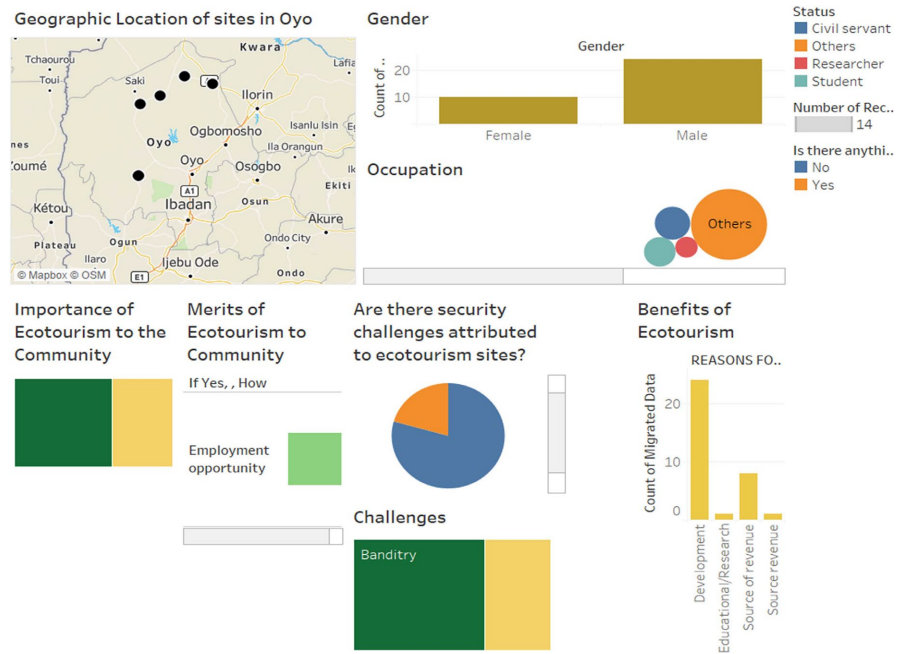 Geographic Location of sites in Oyo
Kwara
Tchaourou
Toui
Saki
Lafia
Ilorin
Ogbomosho
Isanlu Isin
Oyo
Ila Orangun
nes
Zoumé
Oyo
Osogbo
Ekiti
A1
Osun
Kétou
Ibadan
Akure
Plateau
Ogun
Ondo City
Ilaro
Ijebu Ode
© Mapbox © OSM
E1
Ondo
Gender
Gender
Count of ..
20
10
Female
Male
Status
Civil servant
Others
Researcher
Student
Number of Rec..
14
Is there anythi..
No
Yes
Occupation
Others
Importance of
Ecotourism to the
Community
Merits of
Ecotourism to
Community
If Yes, , How
Employment
opportunity
Are there security
challenges attributed
to ecotourism sites?
Challenges
Banditry
Benefits of
Ecotourism
REASONS FO..
Count of Migrated Data
20
10
0
Development
Educational/Research
Source of revenue
Source revenue